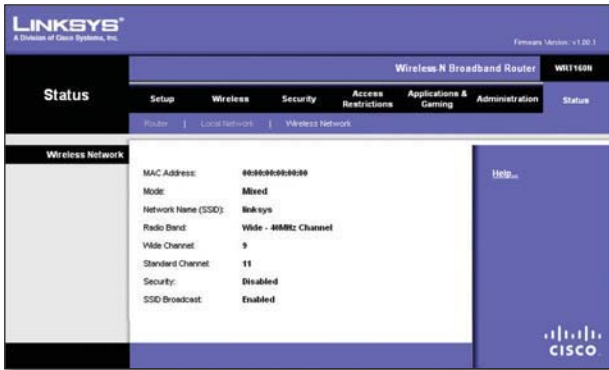 LINKSYS®
A Division of Cisco Systems, Inc.
Firmware Version: v1.00.1
Wireless-N Broadband Router WRT160N
Status
Setup Wireless Security Access Restrictions Applications & Gaming Administration Status
Router | Local Network | Wireless Network
Wireless Network
Help...
MAC Address: 00:00:00:00:00:00
Mode: Mixed
Network Name (SSID): linksys
Radio Band: Wide - 40MHz Channel
Wide Channel: 9
Standard Channel: 11
Security: Disabled
SSID Broadcast: Enabled
CISCO